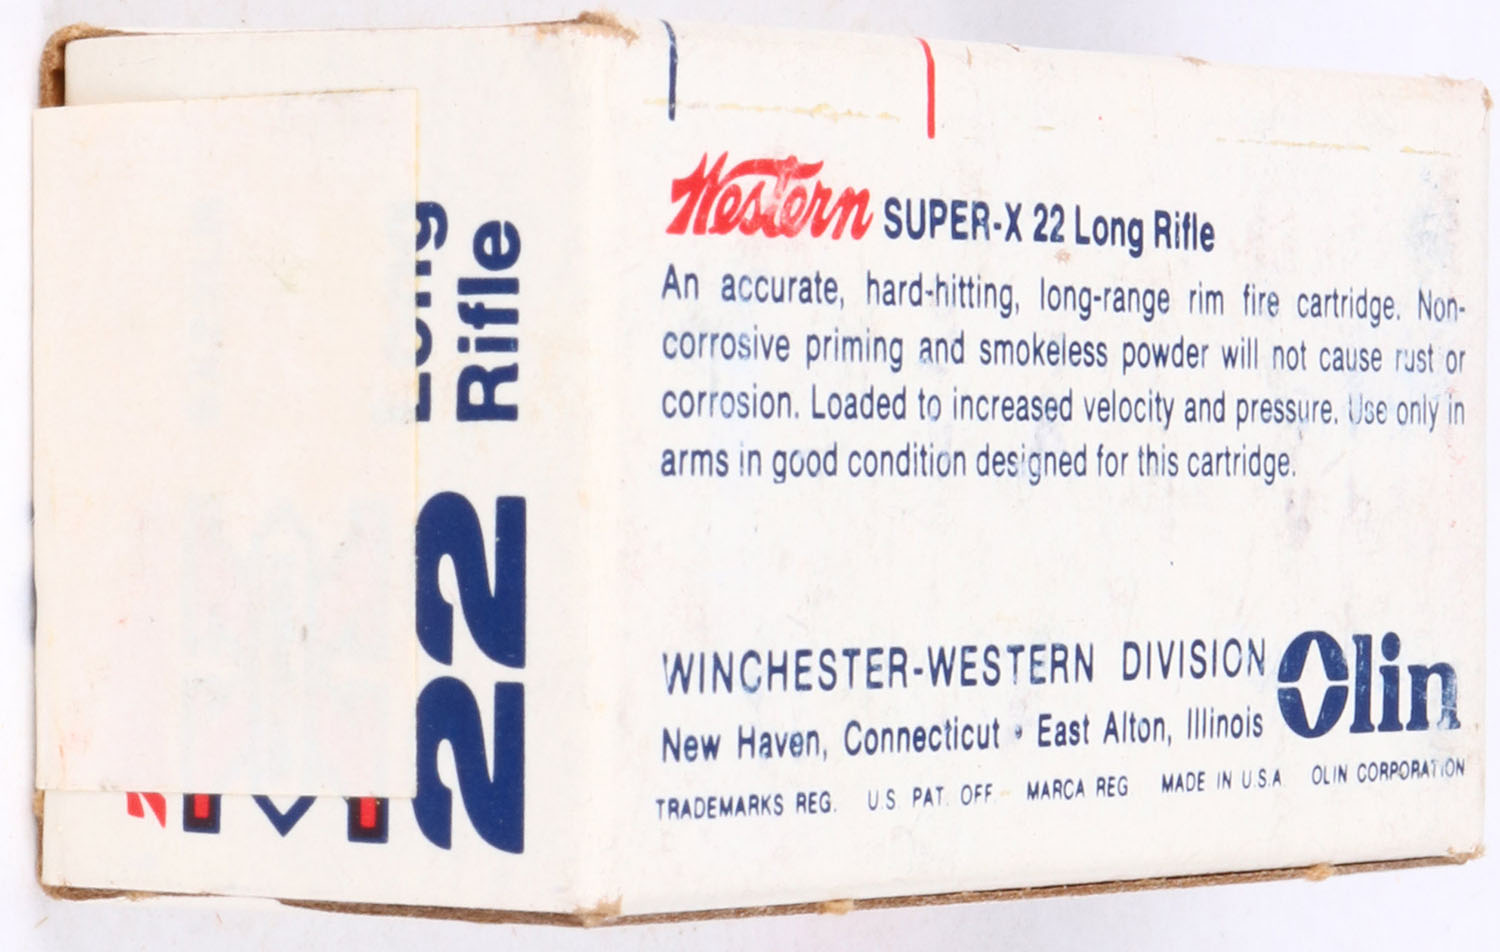 Western SUPER-X 22 Long Rifle
An accurate, hard-hitting, long-range rim fire cartridge. Non-
corrosive priming and smokeless powder will not cause rust or
corrosion. Loaded to increased velocity and pressure. Use only in
arms in good condition designed for this cartridge.
WINCHESTER-WESTERN DIVISION
New Haven, Connecticut • East Alton, Illinois
Olin
TRADEMARKS REG. U.S. PAT. OFF. MARCA REG MADE IN U.S.A OLIN CORPORATION
22 Long
Rifle